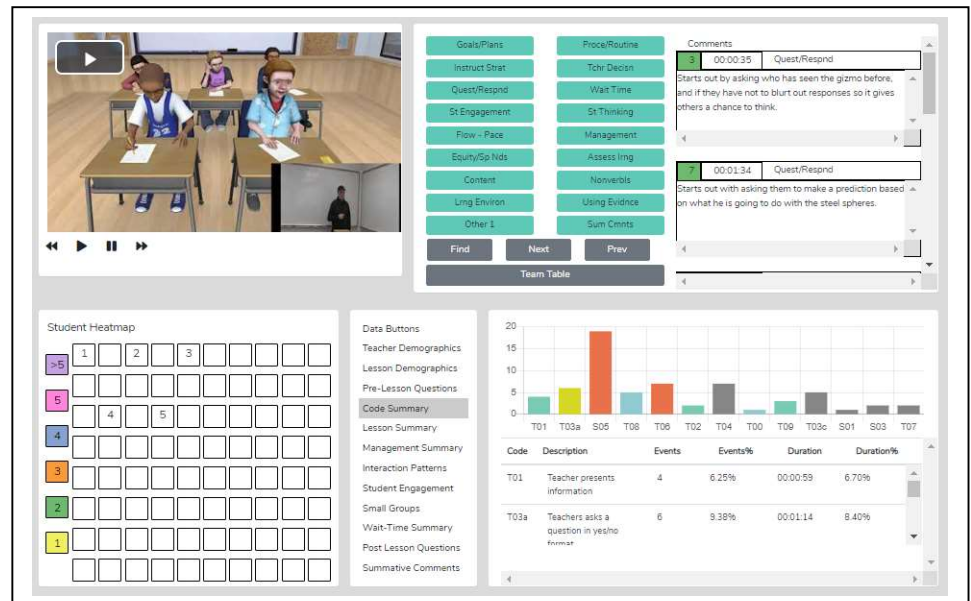 Goals/Plans
Proce/Routine
Instruct Strat
Tchr Decisn
Quest/Respnd
Wait Time
St Engagement
St Thinking
Flow - Pace
Management
Equity/Sp Nds
Assess lrng
Content
Nonverbls
Lrng Environ
Using Evidnce
Other 1
Sum Cmnts
Find
Next
Prev
Team Table
Comments
3 00:00:35 Quest/Respnd
Starts out by asking who has seen the gizmo before,
and if they have not to blurt out responses so it gives
others a chance to think.
7 00:01:34 Quest/Respnd
Starts out with asking them to make a prediction based
on what he is going to do with the steel spheres.
Student Heatmap
>5
5
4
3
2
1
1 2 3
4 5
Data Buttons
Teacher Demographics
Lesson Demographics
Pre-Lesson Questions
Code Summary
Lesson Summary
Management Summary
Interaction Patterns
Student Engagement
Small Groups
Wait-Time Summary
Post Lesson Questions
Summative Comments
20
15
10
5
0
T01 T03a S05 T08 T06 T02 T04 T00 T09 T03c S01 S03 T07
Code Description Events Events% Duration Duration%
T01 Teacher presents 4 6.25% 00:00:59 6.70%
information
T03a Teachers asks a 6 9.38% 00:01:14 8.40%
question in yes/no
format